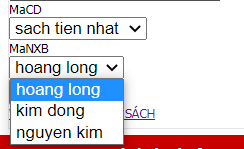 MaCD
sach tien nhat
MaNXB
hoang long
hoang long
kim dong
nguyen kim
SÁCH